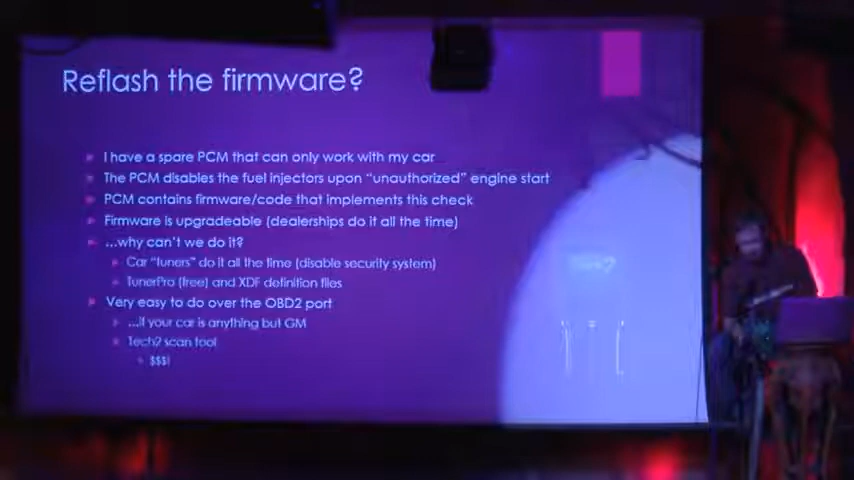 Reflash the firmware?
I have a spare PCM that can only work with my car
The PCM disables the fuel injectors upon "unauthorized" engine start
PCM contains firmware/code that implements this check
Firmware is upgradeable (dealerships do it all the time)
...why can't we do it?
Car "tuners" do it all the time (disable security system)
TunerPro (free) and XDF definition files
Very easy to do over the OBD2 port
...if your car is anything but GM
Tech2 scan tool
$$$!